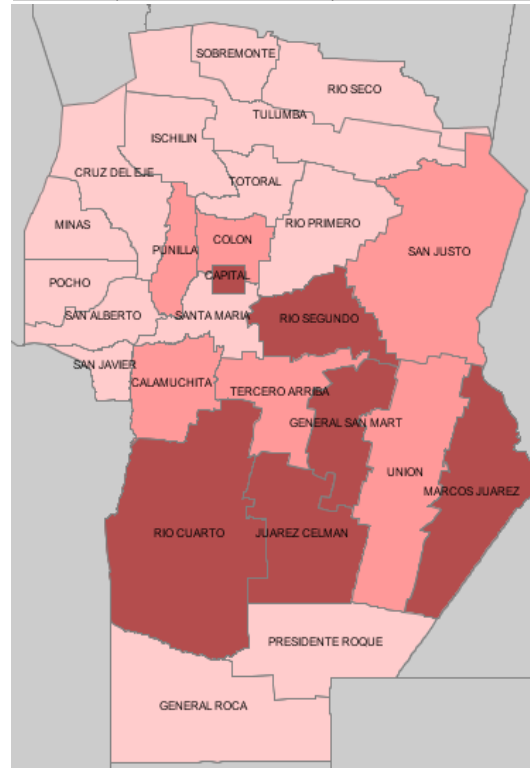 SOBREMONTE
RIO SECO
TULUMBA
ISCHILIN
CRUZ DEL EJE
TOTORAL
MINAS
RIO PRIMERO
PUNILLA
COLON
SAN JUSTO
CAPITAL
POCHO
SAN ALBERTO
SANTA MARIA
RIO SEGUNDO
SAN JAVIER
CALAMUCHITA
TERCERO ARRIBA
GENERAL SAN MART
UNION
MARCOS JUAREZ
RIO CUARTO
JUAREZ CELMAN
PRESIDENTE ROQUE
GENERAL ROCA